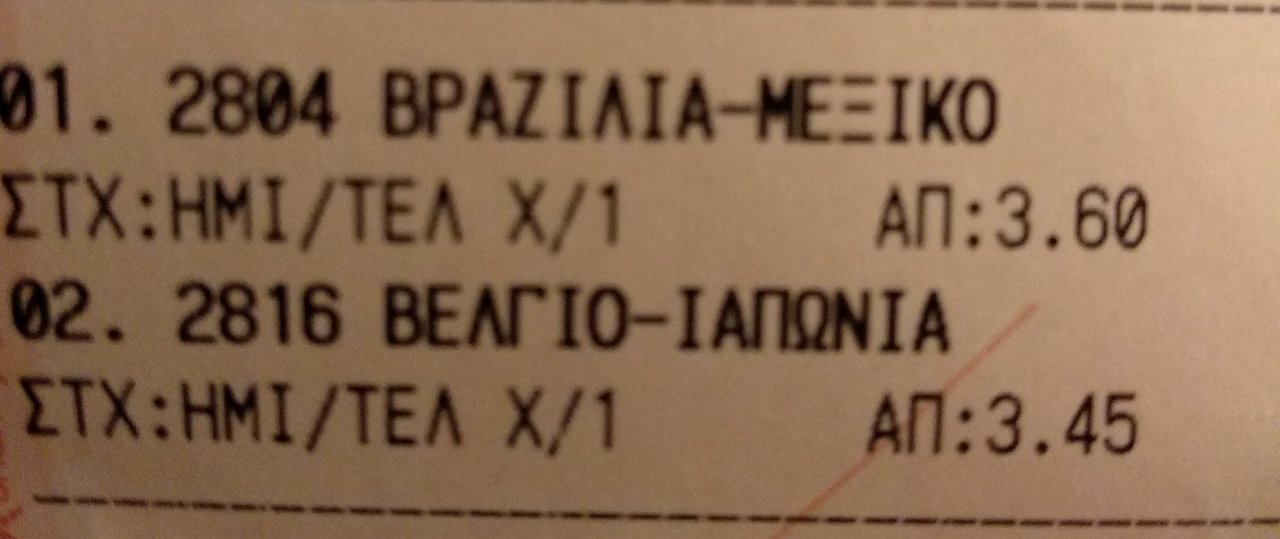 01. 2804 ΒΡΑΖΙΛΙΑ-ΜΕΞΙΚΟ
ΣΤΧ:ΗΜΙ/ΤΕΛ Χ/1 ΑΠ:3.60
02. 2816 ΒΕΛΓΙΟ-ΙΑΠΩΝΙΑ
ΣΤΧ:ΗΜΙ/ΤΕΛ Χ/1 ΑΠ:3.45